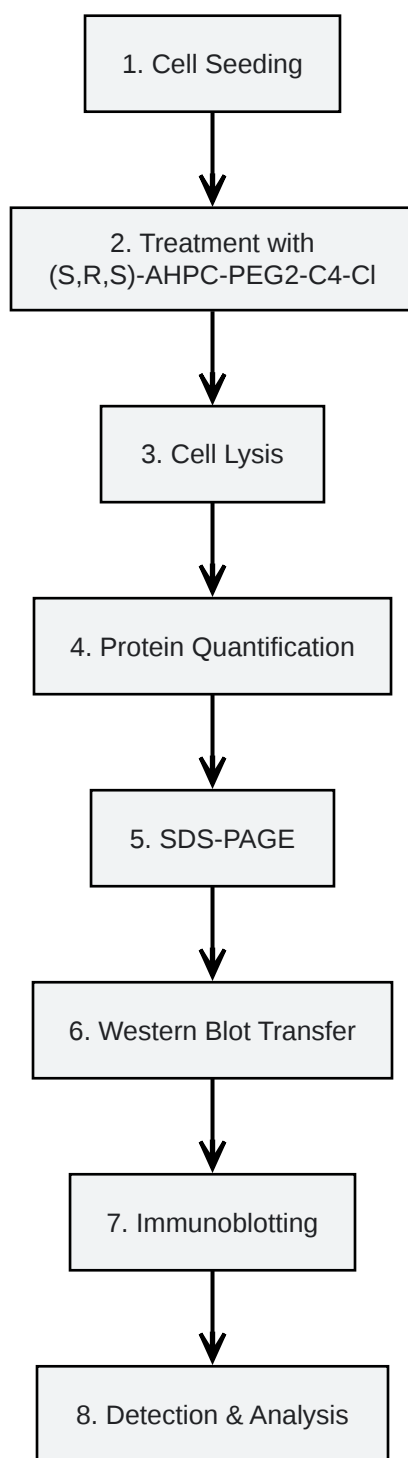 1. Cell Seeding
2. Treatment with
(S,R,S)-AHPC-PEG2-C4-Cl
3. Cell Lysis
4. Protein Quantification
5. SDS-PAGE
6. Western Blot Transfer
7. Immunoblotting
8. Detection & Analysis